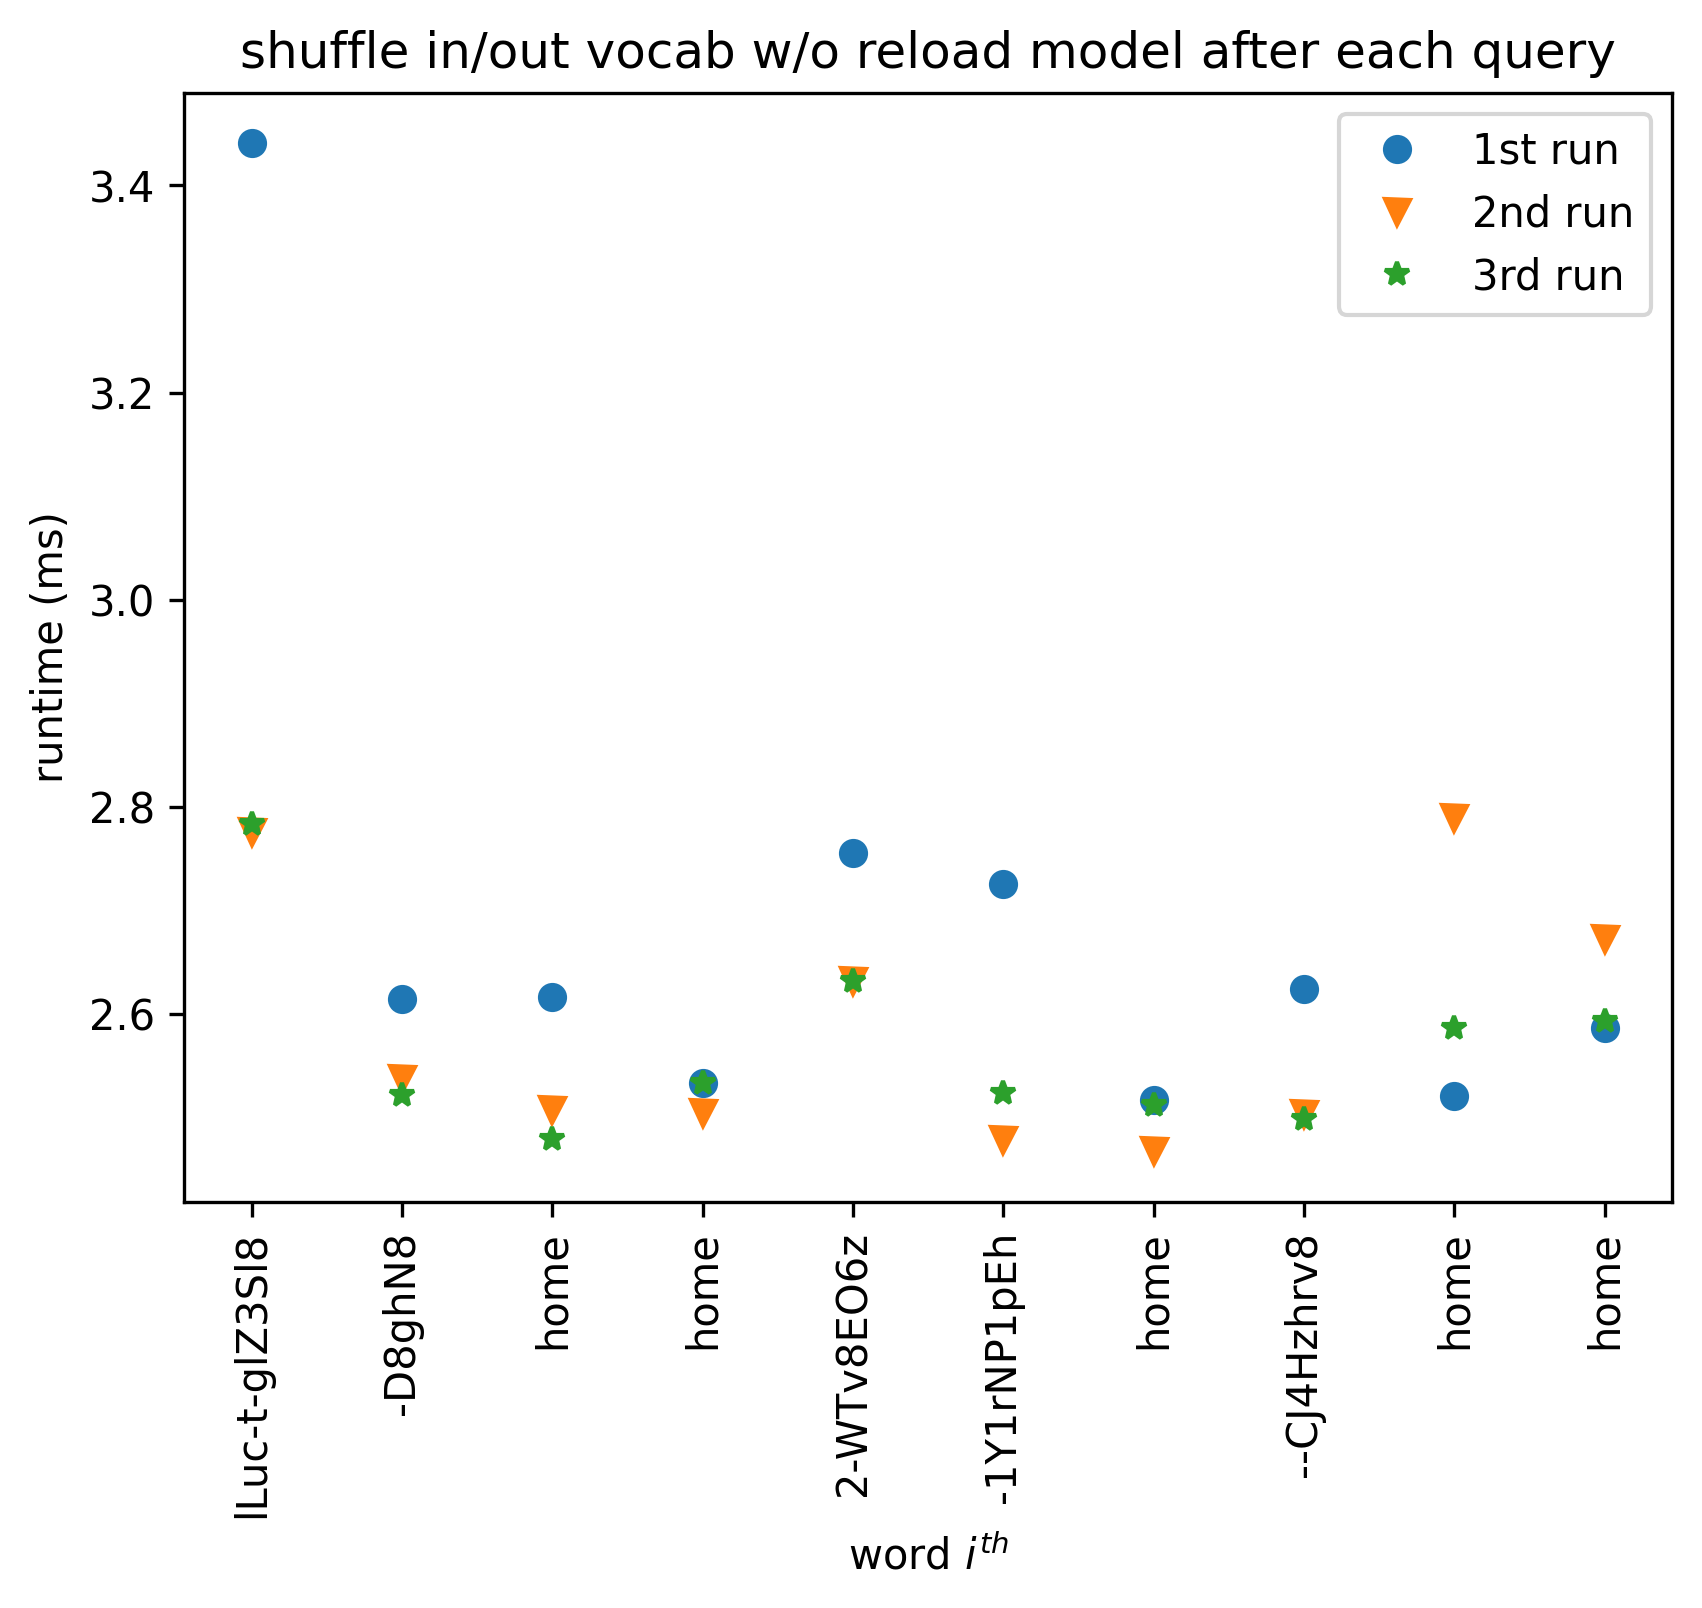 shuffle in/out vocab w/o reload model after each query
1st run
2nd run
3rd run
runtime (ms)
3.4
3.2
3.0
2.8
2.6
-D8ghN8
home
home
2-WTv8EO6z
-1Y1rNP1pEh
home
--CJ4Hzhrv8
home
home
word i^th